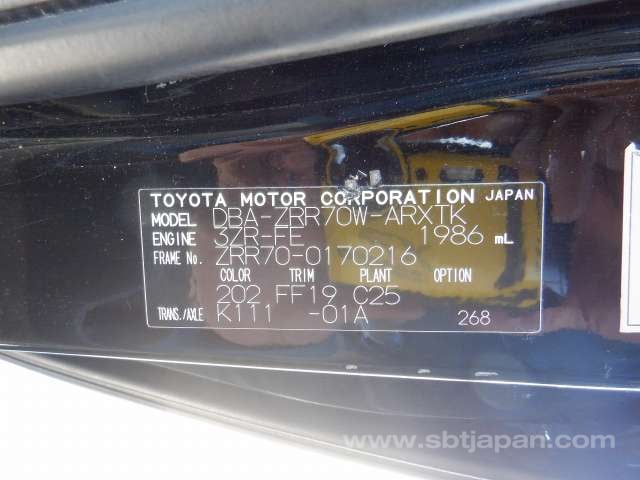 TOYOTA MOTOR CORPORATION JAPAN
MODEL DBA-ZRR70W-ARXTK
ENGINE 3ZR-FE 1986 mL
FRAME No. ZRR70-0170216
COLOR TRIM PLANT OPTION
202 FF19 C25
TRANS./AXLE K111 -01A 268
www.sbtjapan.com